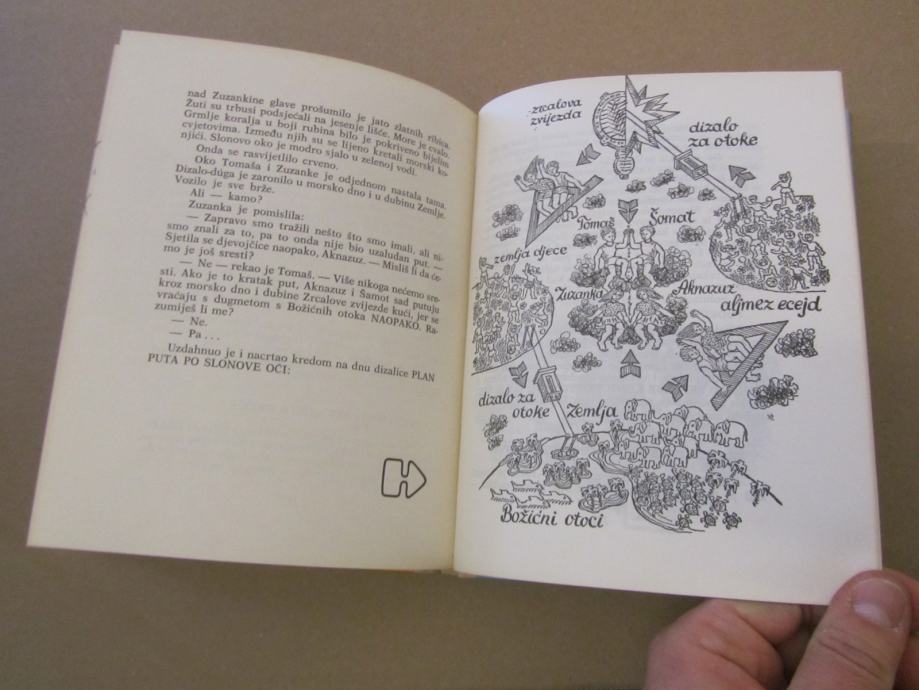 nad Zuzankine glave prošumilo je jato zlatnih ribica.
Žuti su trbusi podsjećali na jesenje lišće. More je cvalo.
Grmlje koralja u boji rubina bilo je pokriveno bijelim
cvjetovima. Između njih su se lijeno kretali morski ko-
njići. Slonovo oko je modro sjalo u zelenoj vodi.
Onda se rasvijetlilo crveno.
Oko Tomaša i Zuzanke je odjednom nastala tama.
Dizalo-dúga je zaronilo u morsko dno i u dubinu Zemlje.
Vozilo je sve brže.
Ali — kamo?
Zuzanka je pomislila:
— Zapravo smo tražili nešto što smo imali, ali ni-
smo znali za to, pa to onda nije bio uzaludan put. —
Sjetila se djevojčice naopako, Aknazuz. — Misliš li da će-
mo je još sresti?
— Ne — rekao je Tomaš. — Više nikoga nećemo sre-
sti. Ako je to kratak put, Aknazuz i Šamot sad putuju
kroz morsko dno i dubine Zrcalove zvijezde kući, jer se
vraćaju s dugmetom s Božićnih otoka NAOPAKO. Ra-
zumiješ li me?
— Ne.
— Pa . . .
Uzdahnuo je i nacrtao kredom na dnu dizalice PLAN
PUTA PO SLONOVE OČI:
zrcalova
zvijezda
dizalo
za otoke
Tomaš
Šomat
zemlja djece
Zuzanka
Aknazuz
aljmez ecejd
dizalo za
otoke
Zemlja
Božićni otoci